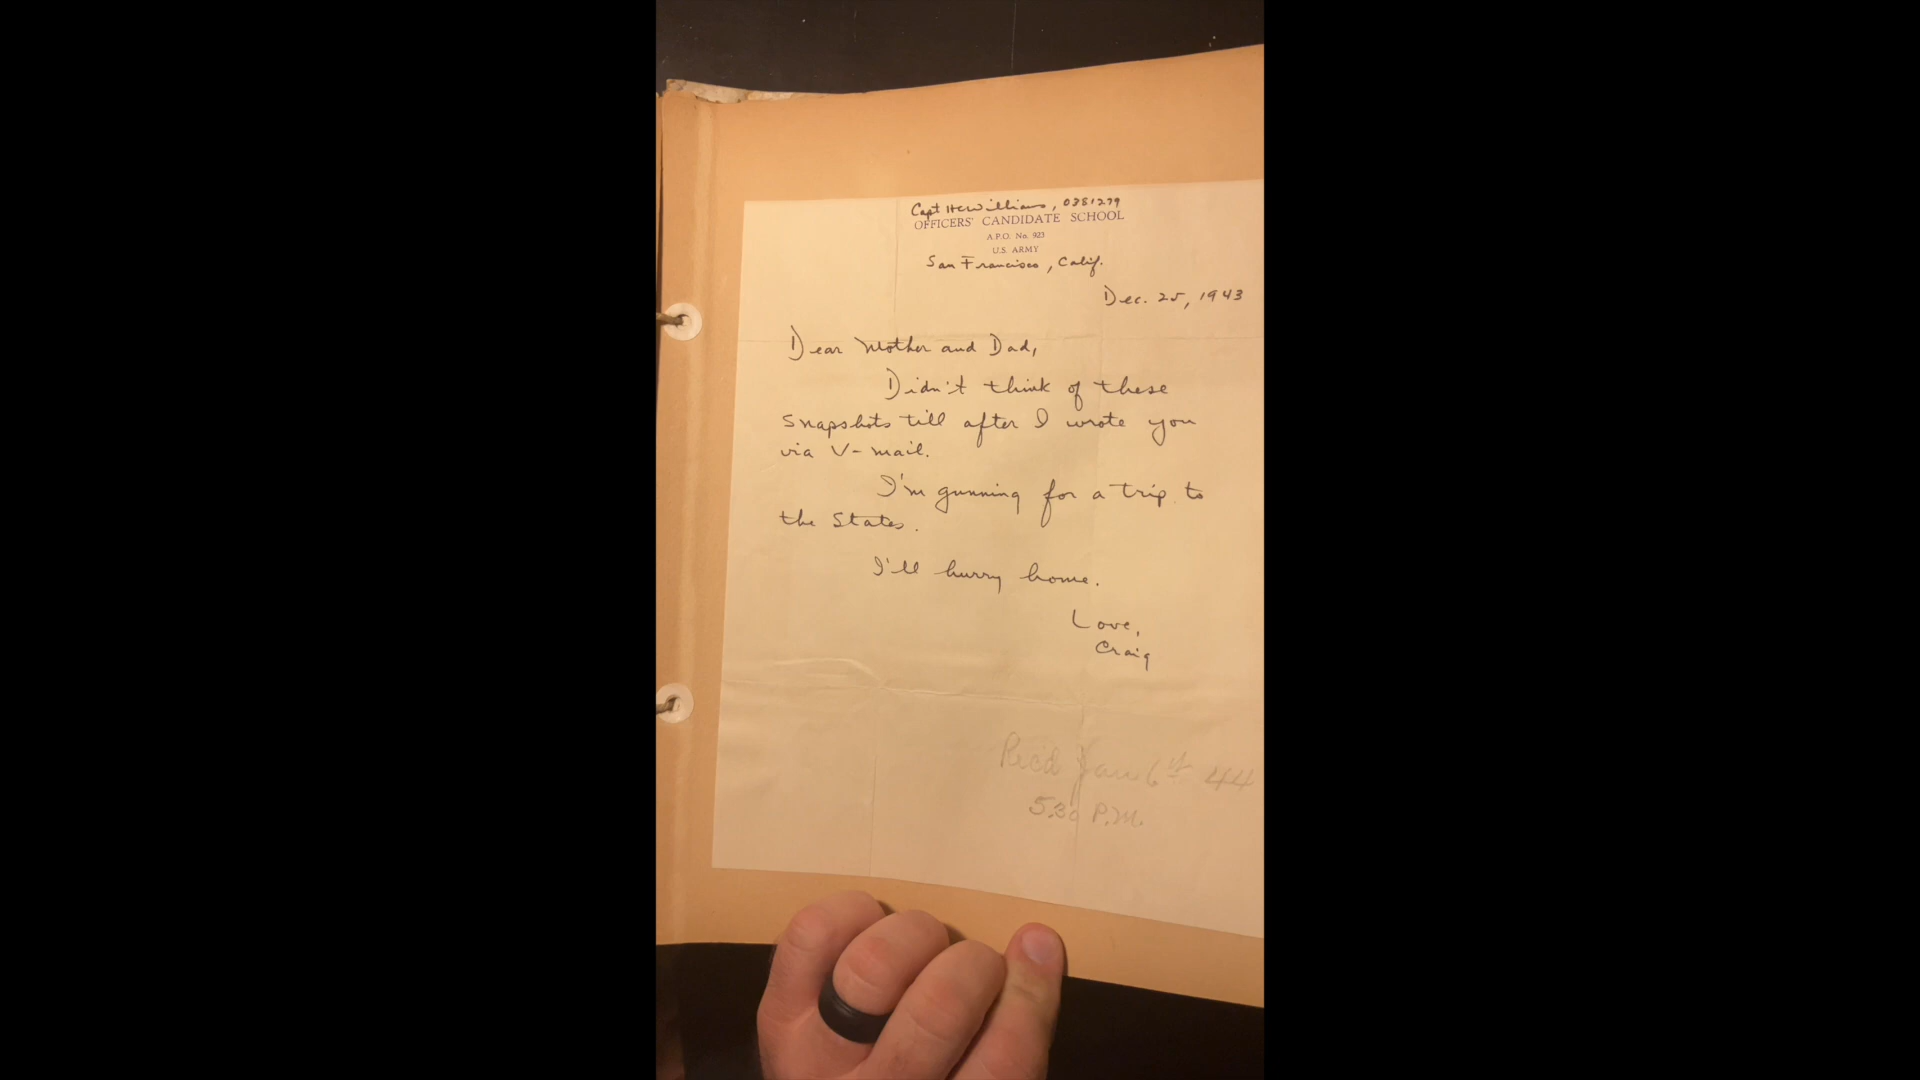 Capt HCWilliams, 0381279
OFFICERS' CANDIDATE SCHOOL
A.P.O. No. 923
U.S. ARMY
San Francisco, Calif.
Dec. 25, 1943
Dear Mother and Dad,
Didn't think of these
snapshots till after I wrote you
via V-mail.
I'm gunning for a trip to
the States.
I'll hurry home.
Love,
Craig
Rec'd Jan 6th 44
5.30 P.M.